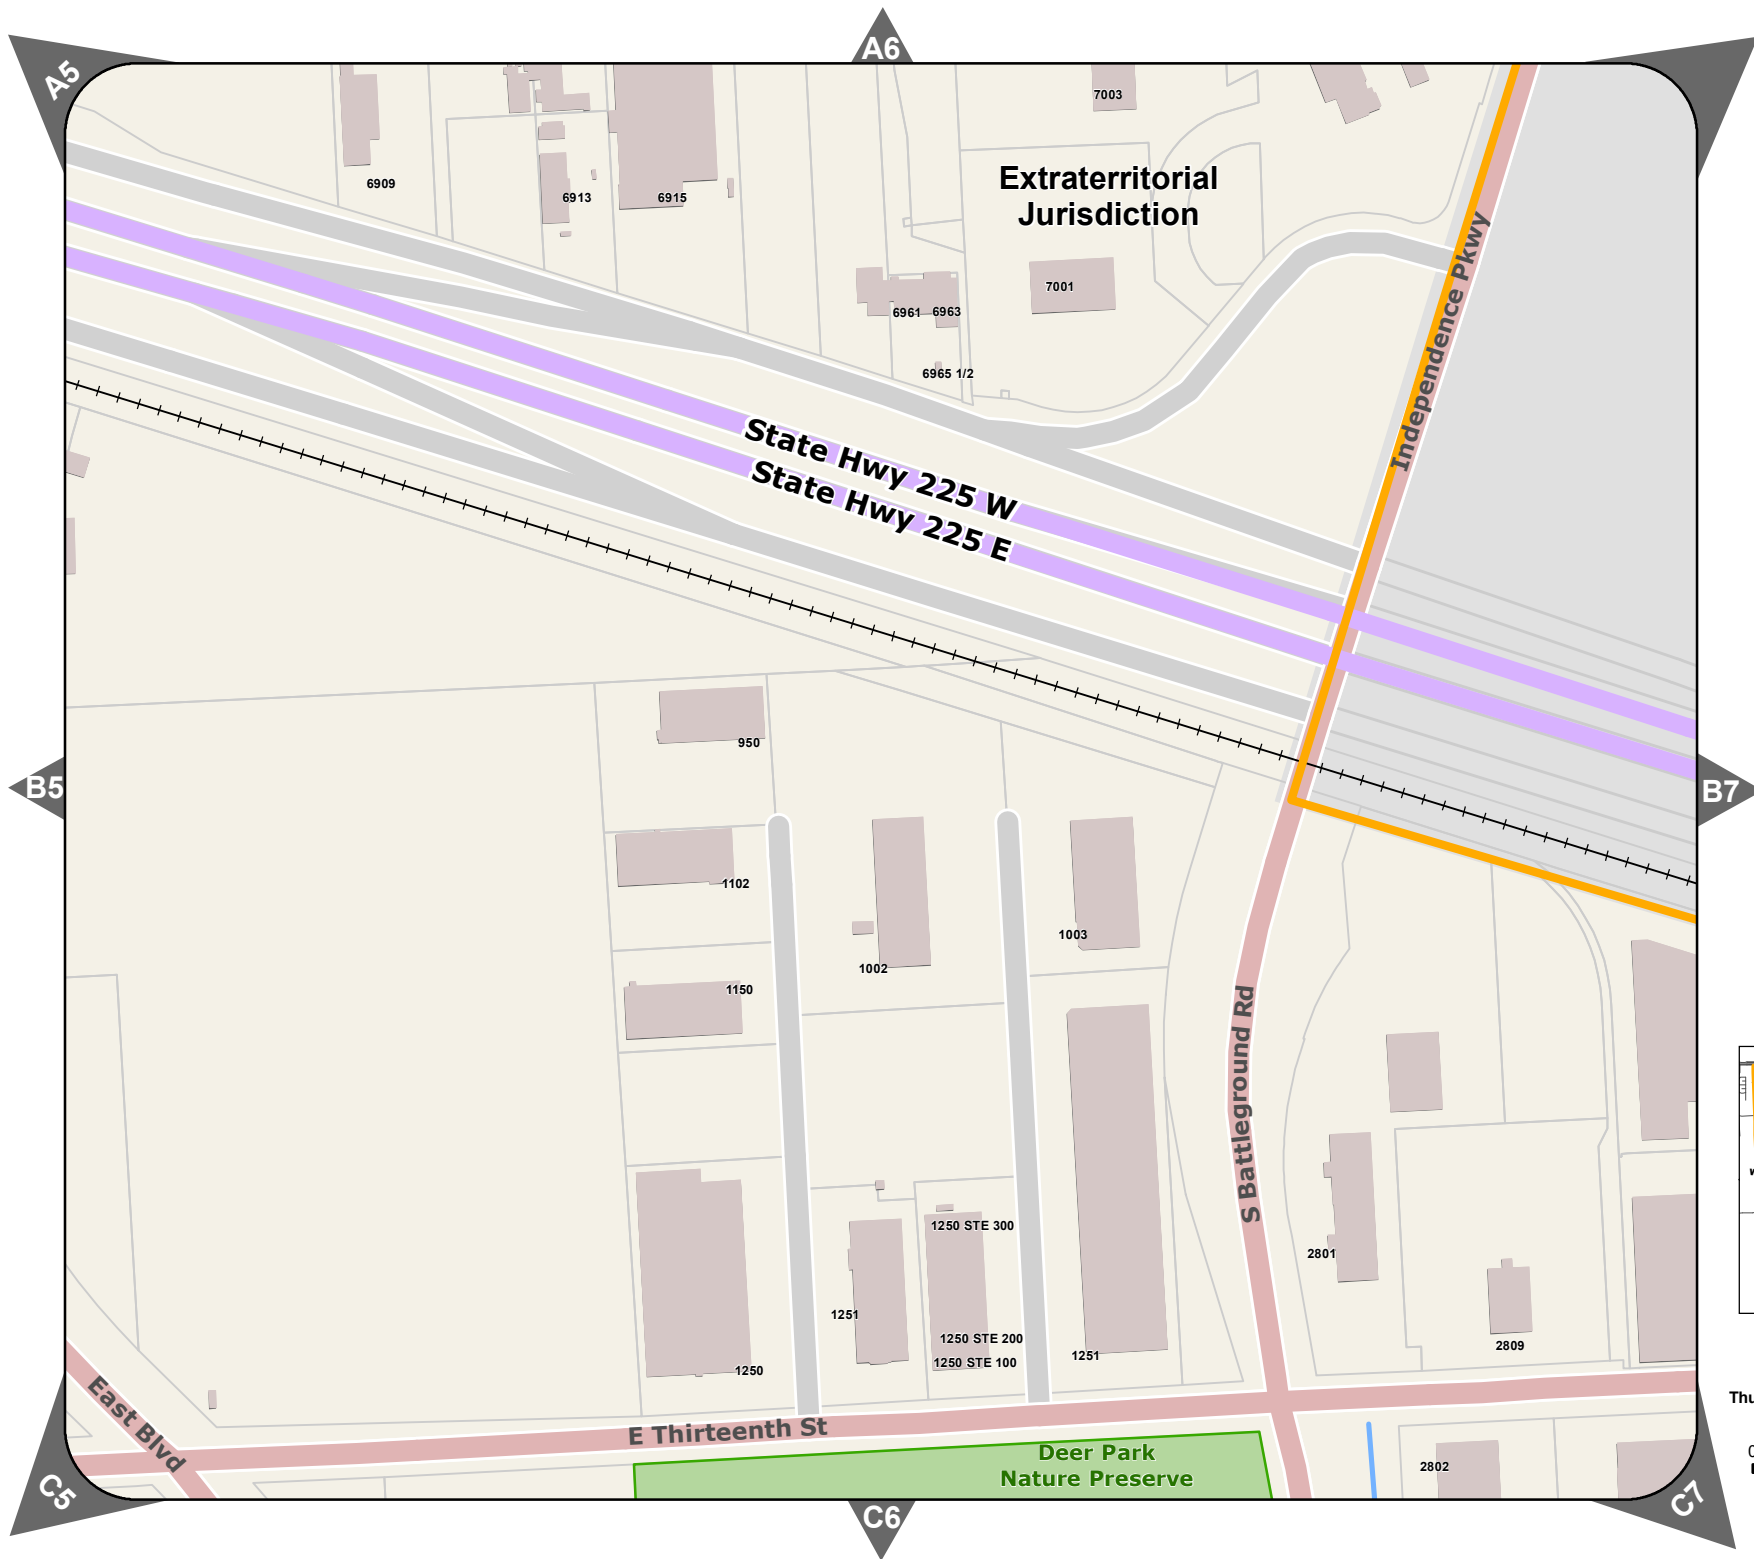 A6
A5
7003
Extraterritorial
Jurisdiction
6909
6913
6915
Independence Pkwy
7001
6961
6963
6965 1/2
State Hwy 225 W
State Hwy 225 E
950
B5
B7
1102
1003
1002
1150
S Battleground Rd
1250 STE 300
2801
1251
1250 STE 200
1250 STE 100
1251
2809
1250
East Blvd
E Thirteenth St
Thu
Deer Park
Nature Preserve
2802
C5
C6
C7